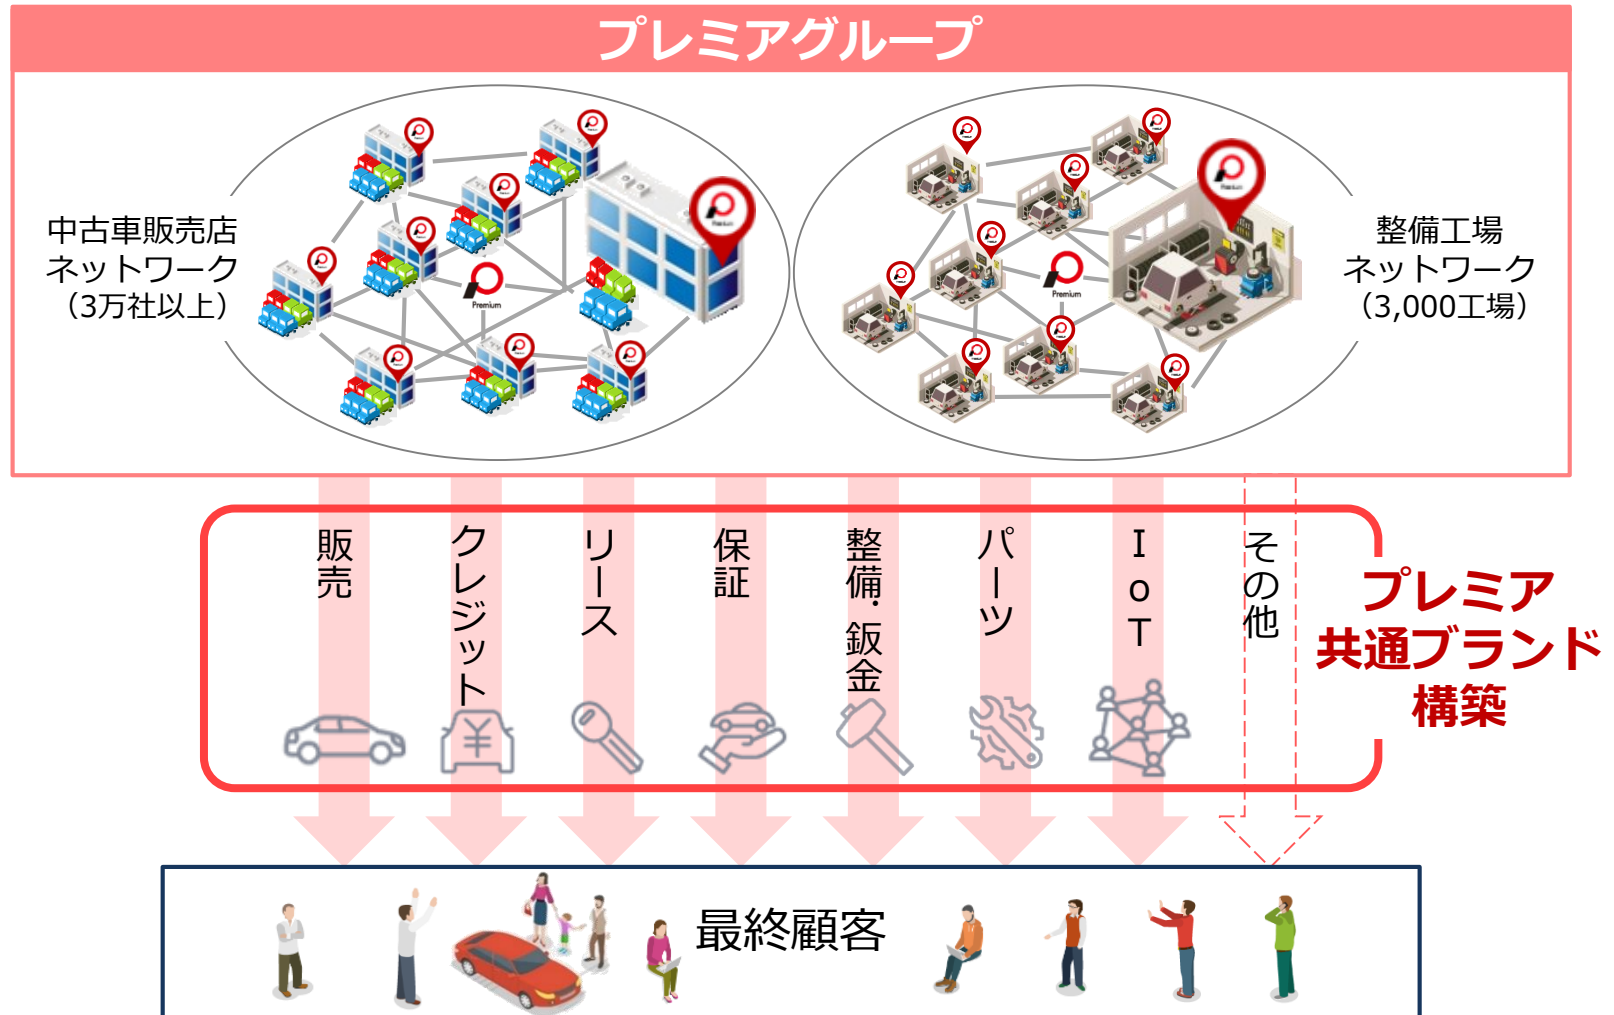 プレミアグループ
中古車販売店
ネットワーク
（3万社以上）
Premium
Premium
整備工場
ネットワーク
（3,000工場）
販売
クレジット
リース
保証
整備・鈑金
パーツ
IoT
その他
プレミア
共通ブランド
構築
最終顧客